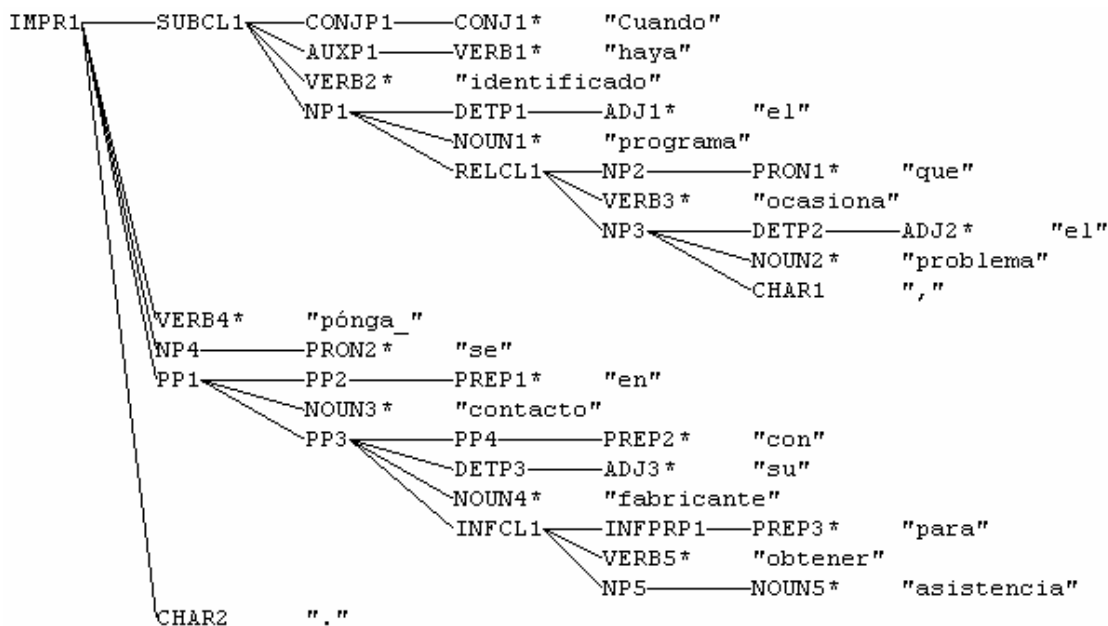 IMPR1 SUBCL1 CONJP1 CONJ1* "Cuando"
AUXP1 VERB1* "haya"
VERB2* "identificado"
NP1 DETP1 ADJ1* "el"
NOUN1* "programa"
RELCL1 NP2 PRON1* "que"
VERB3* "ocasiona"
NP3 DETP2 ADJ2* "el"
NOUN2* "problema"
CHAR1 ","
VERB4* "pónga_"
NP4 PRON2* "se"
PP1 PP2 PREP1* "en"
NOUN3* "contacto"
PP3 PP4 PREP2* "con"
DETP3 ADJ3* "su"
NOUN4* "fabricante"
INFCL1 INFPRP1 PREP3* "para"
VERB5* "obtener"
NP5 NOUN5* "asistencia"
CHAR2 "."